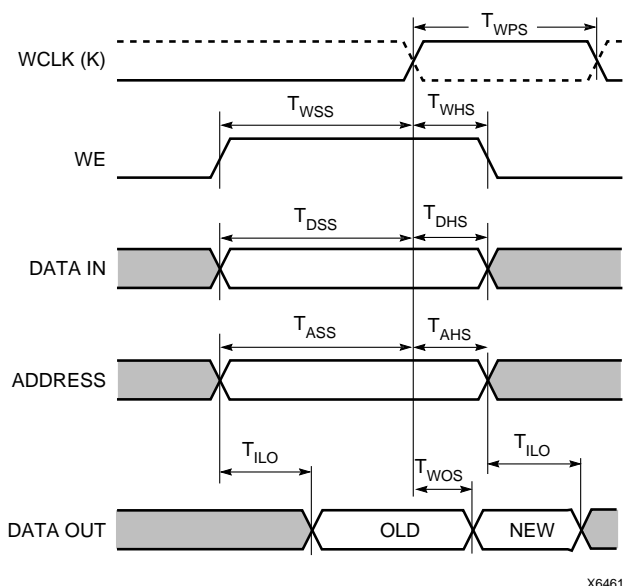 T_WPS
WCLK (K)
T_WSS T_WHS
WE
T_DSS T_DHS
DATA IN
T_ASS T_AHS
ADDRESS
T_ILO T_WOS T_ILO
DATA OUT OLD NEW
X6461